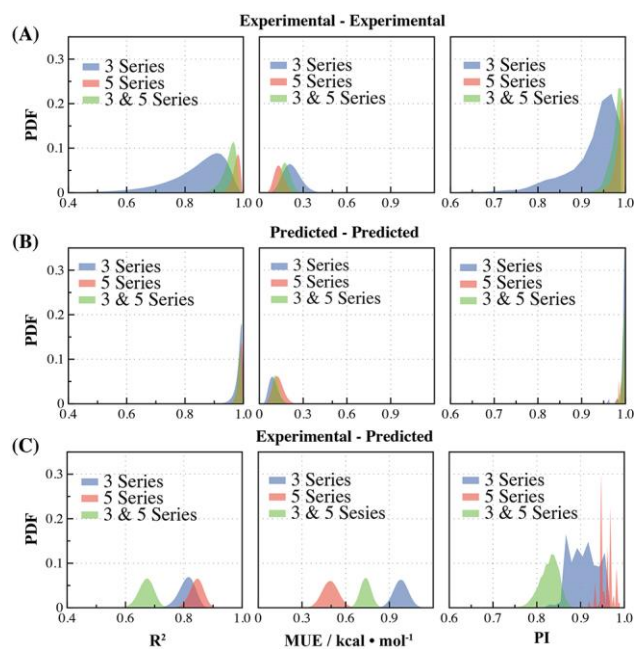 Experimental - Experimental
(A)
PDF
0.3
0.2
0.1
0
3 Series
5 Series
3 & 5 Series
3 Series
5 Series
3 & 5 Series
3 Series
5 Series
3 & 5 Series
0.4 0.6 0.8 1.0
0 0.3 0.6 0.9
0.6 0.7 0.8 0.9 1.0
Predicted - Predicted
(B)
PDF
0.3
0.2
0.1
0
3 Series
5 Series
3 & 5 Series
3 Series
5 Series
3 & 5 Series
3 Series
5 Series
3 & 5 Series
0.4 0.6 0.8 1.0
0 0.3 0.6 0.9
0.6 0.7 0.8 0.9 1.0
Experimental - Predicted
(C)
PDF
0.3
0.2
0.1
0
3 Series
5 Series
3 & 5 Series
3 Series
5 Series
3 & 5 Sesies
3 Series
5 Series
3 & 5 Series
0.4 0.6 0.8 1.0
0 0.3 0.6 0.9
0.6 0.7 0.8 0.9 1.0
R²
MUE / kcal • mol⁻¹
PI